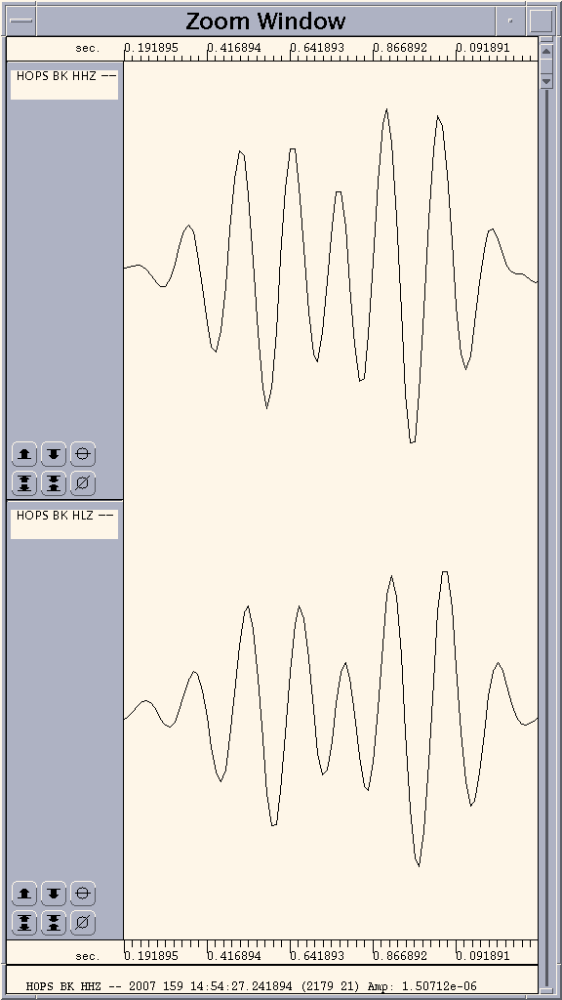 Zoom Window
sec. 0.191895 0.416894 0.641893 0.866892 0.091891
HOPS BK HHZ --
HOPS BK HLZ --
sec. 0.191895 0.416894 0.641893 0.866892 0.091891
HOPS BK HHZ -- 2007 159 14:54:27.241894 (2179 21) Amp: 1.50712e-06